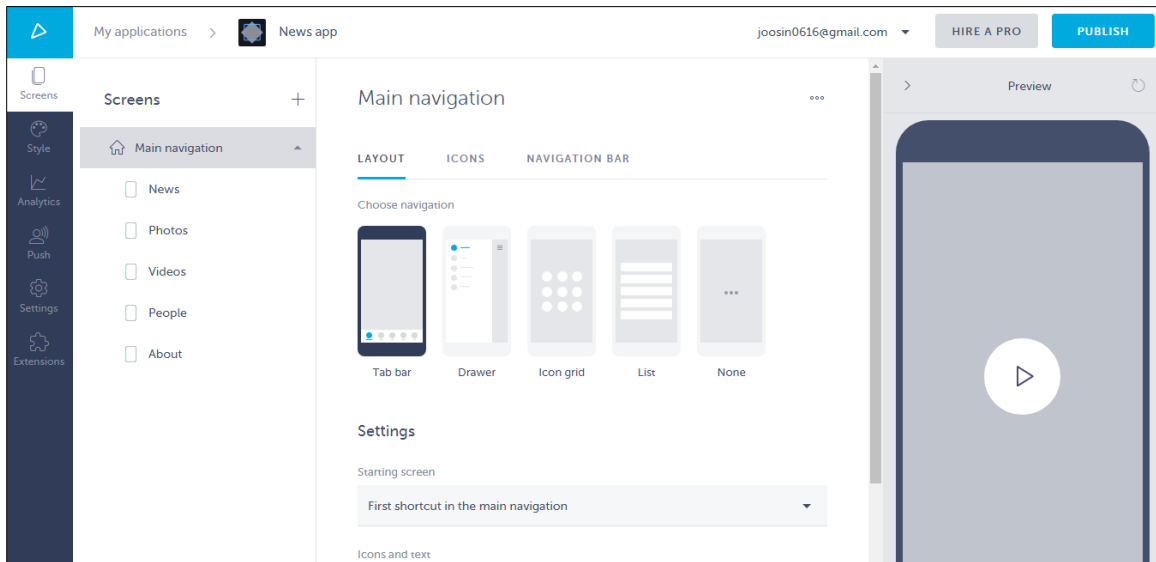 My applications > News app
joosin0616@gmail.com
HIRE A PRO
PUBLISH
Screens
Style
Analytics
Push
Settings
Extensions
Screens
Main navigation
News
Photos
Videos
People
About
Main navigation
LAYOUT ICONS NAVIGATION BAR
Choose navigation
Tab bar Drawer Icon grid List None
Settings
Starting screen
First shortcut in the main navigation
Icons and text
Preview